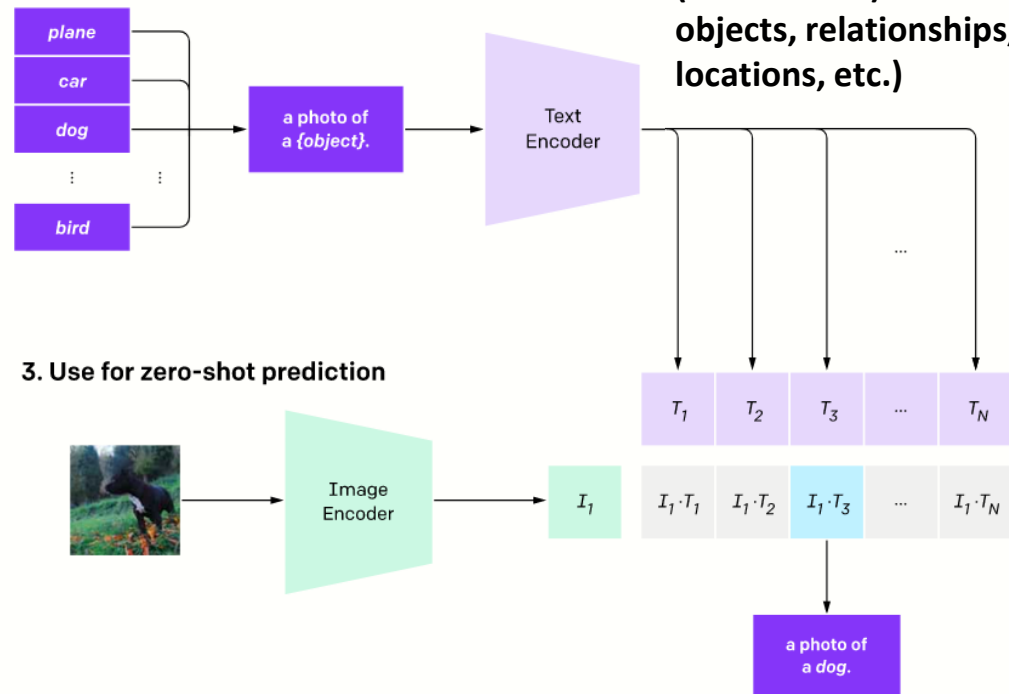 objects, relationships,
locations, etc.)
plane
car
dog
⋮ ⋮
bird
a photo of
a {object}.
Text
Encoder
...
3. Use for zero-shot prediction
T1 T2 T3 ... TN
Image
Encoder
I1
I1·T1 I1·T2 I1·T3 ... I1·TN
a photo of
a dog.